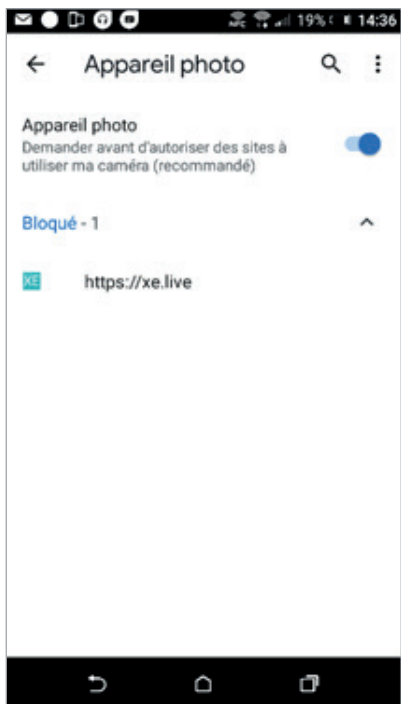 19% 14:36
Appareil photo
Appareil photo
Demander avant d'autoriser des sites à
utiliser ma caméra (recommandé)
Bloqué - 1
XE https://xe.live